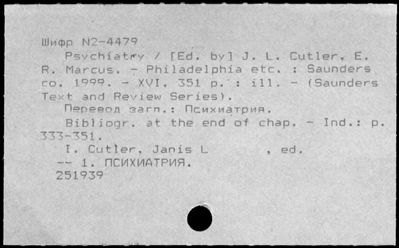 Шифр N2-4479
Psychiatry / [Ed. by] J. L. Cutler, E.
R. Marcus. - Philadelphia etc. : Saunders
co. 1999. - XVI, 351 p. : ill. - (Saunders
Text and Review Series).
Перевод загл.: Психиатрия.
Bibliogr. at the end of chap. - Ind.: p.
333-351.
I. Cutler, Janis L , ed.
-- 1. ПСИХИАТРИЯ.
251939